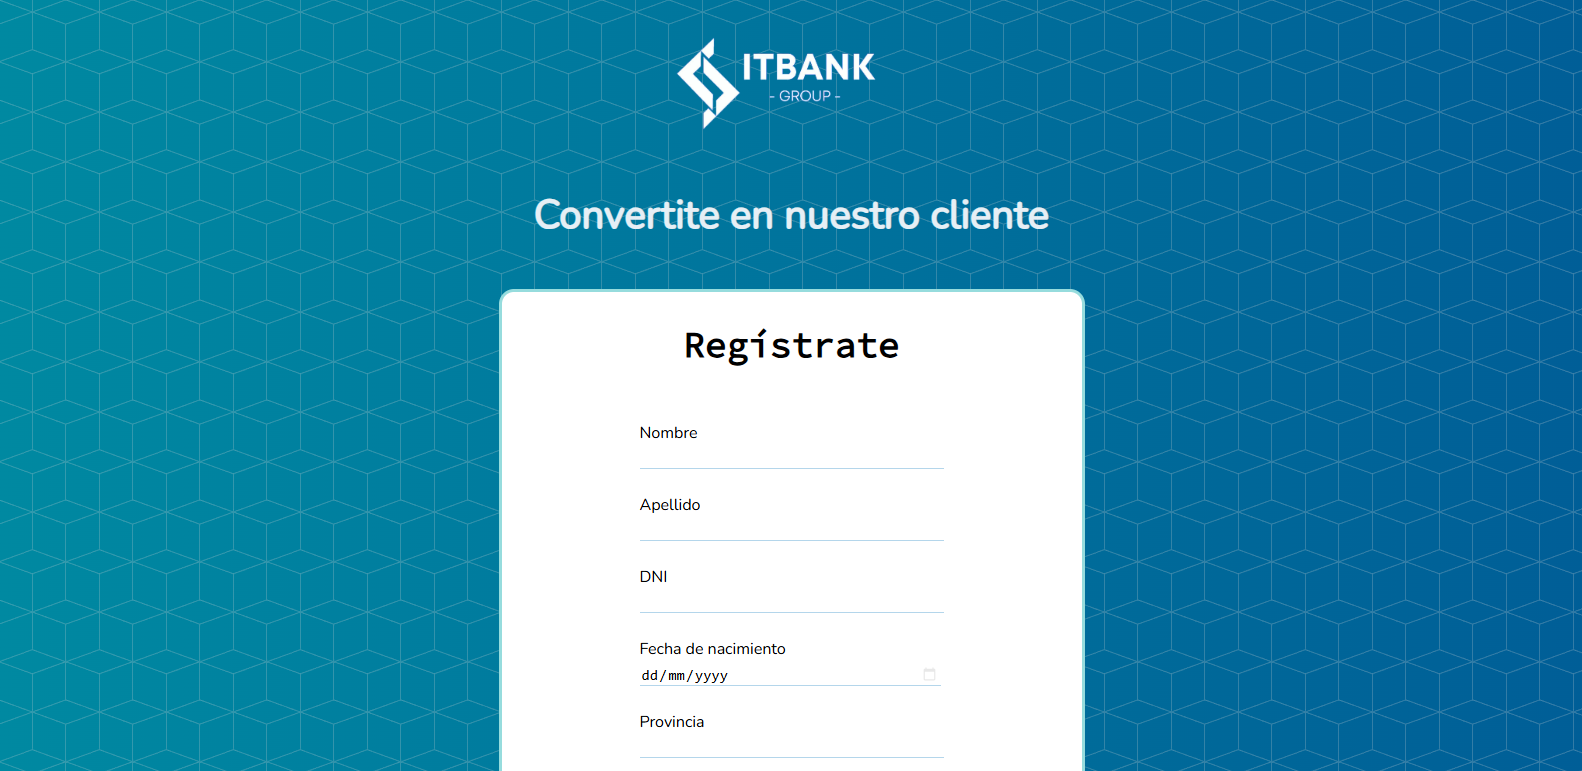 ITBANK
- GROUP -
Convertite en nuestro cliente
Regístrate
Nombre
Apellido
DNI
Fecha de nacimiento
dd/mm/yyyy
Provincia